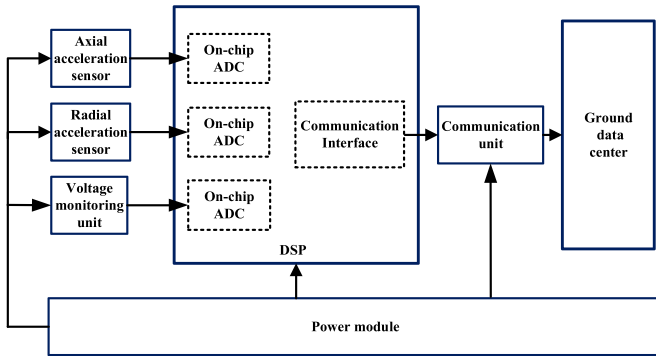 Axial
acceleration
sensor
On-chip
ADC
Radial
acceleration
sensor
On-chip
ADC
Voltage
monitoring
unit
On-chip
ADC
Communication
Interface
DSP
Communication
unit
Ground
data
center
Power module